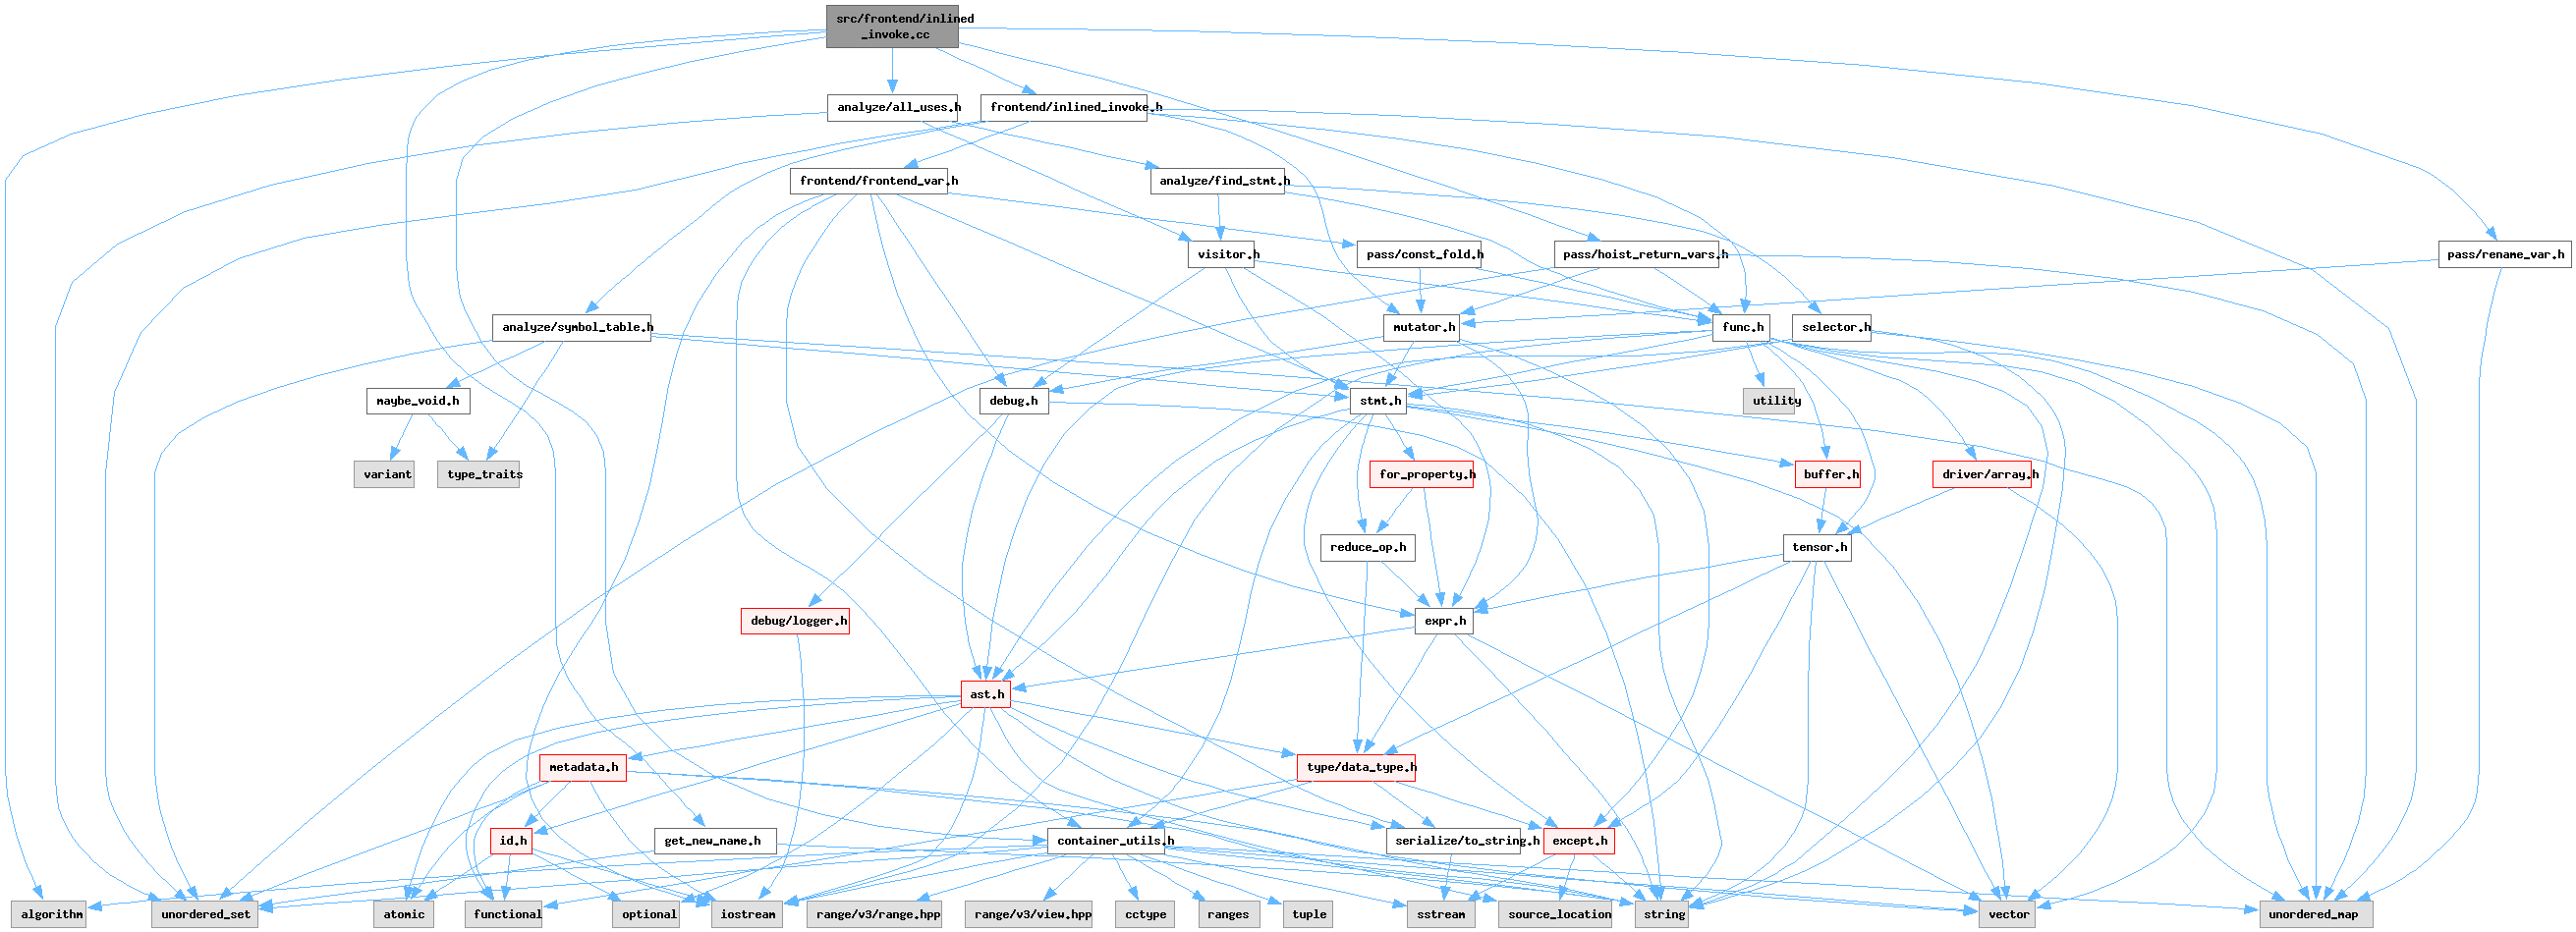 src/frontend/inlined
_invoke.cc
analyze/all_uses.h
frontend/inlined_invoke.h
frontend/frontend_var.h
analyze/find_stmt.h
visitor.h
pass/const_fold.h
pass/hoist_return_vars.h
pass/rename_var.h
analyze/symbol_table.h
mutator.h
func.h
selector.h
maybe_void.h
debug.h
stmt.h
utility
variant
type_traits
for_property.h
buffer.h
driver/array.h
reduce_op.h
tensor.h
debug/logger.h
expr.h
ast.h
metadata.h
type/data_type.h
id.h
get_new_name.h
container_utils.h
serialize/to_string.h
except.h
algorithm
unordered_set
atomic
functional
optional
iostream
range/v3/range.hpp
range/v3/view.hpp
cctype
ranges
tuple
sstream
source_location
string
vector
unordered_map